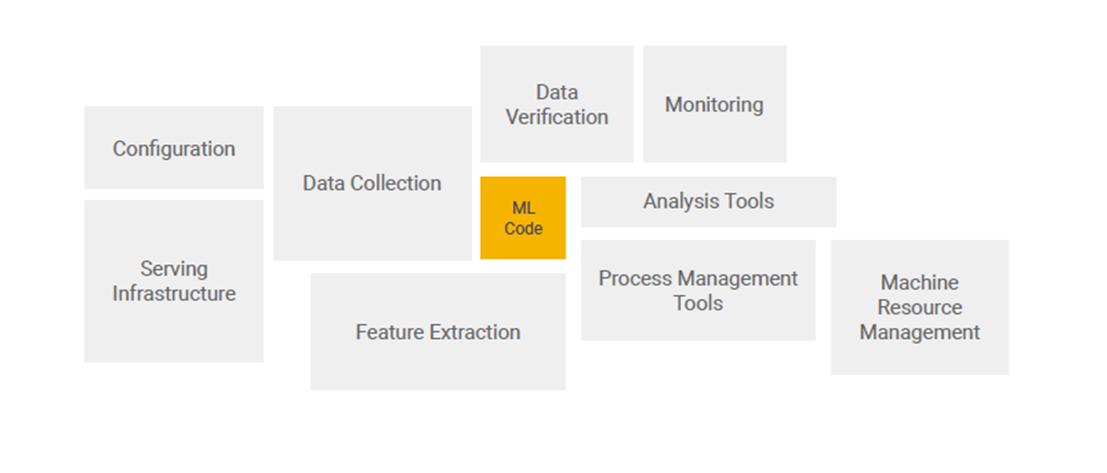 Data
Verification
Monitoring
Configuration
Data Collection
ML
Code
Analysis Tools
Serving
Infrastructure
Feature Extraction
Process Management
Tools
Machine
Resource
Management